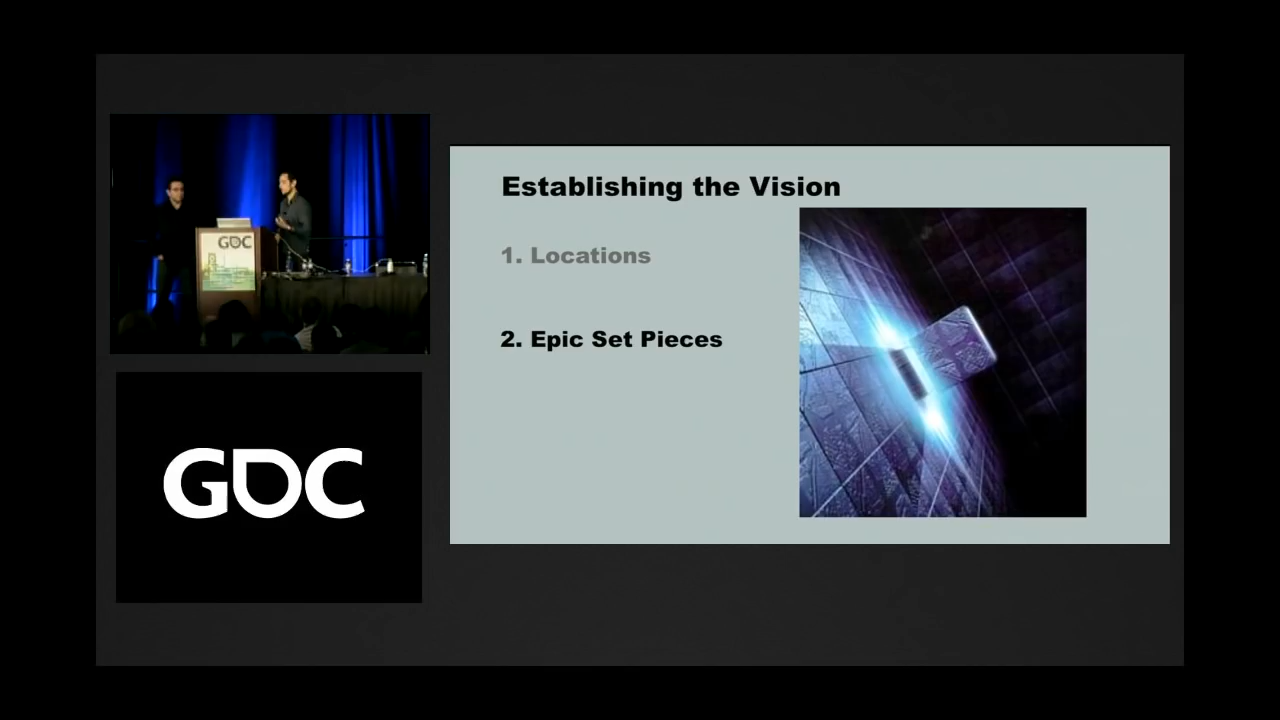 GDC
Establishing the Vision
1. Locations
2. Epic Set Pieces
GDC